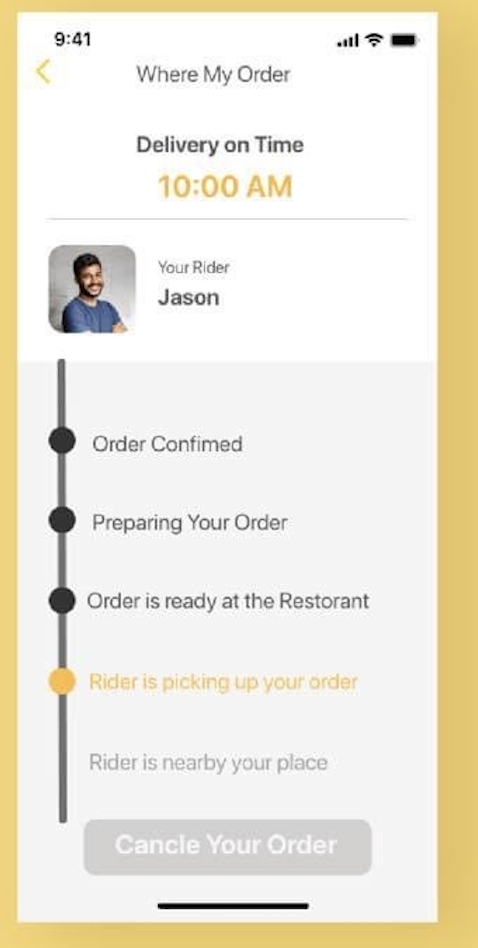 9:41
Where My Order
Delivery on Time
10:00 AM
Your Rider
Jason
Order Confimed
Preparing Your Order
Order is ready at the Restorant
Rider is picking up your order
Rider is nearby your place
Cancle Your Order